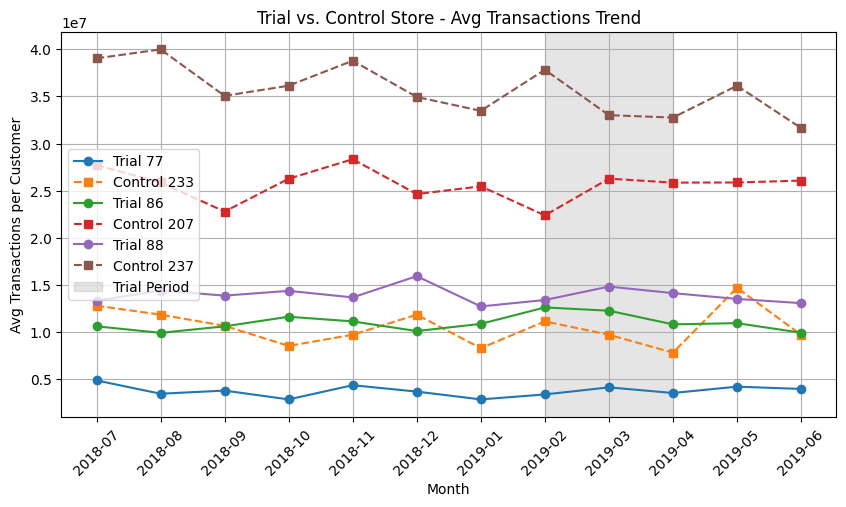 Trial vs. Control Store - Avg Transactions Trend
1e7
4.0
3.5
3.0
2.5
2.0
1.5
1.0
0.5
Avg Transactions per Customer
Trial 77
Control 233
Trial 86
Control 207
Trial 88
Control 237
Trial Period
2018-07
2018-08
2018-09
2018-10
2018-11
2018-12
2019-01
2019-02
2019-03
2019-04
2019-05
2019-06
Month